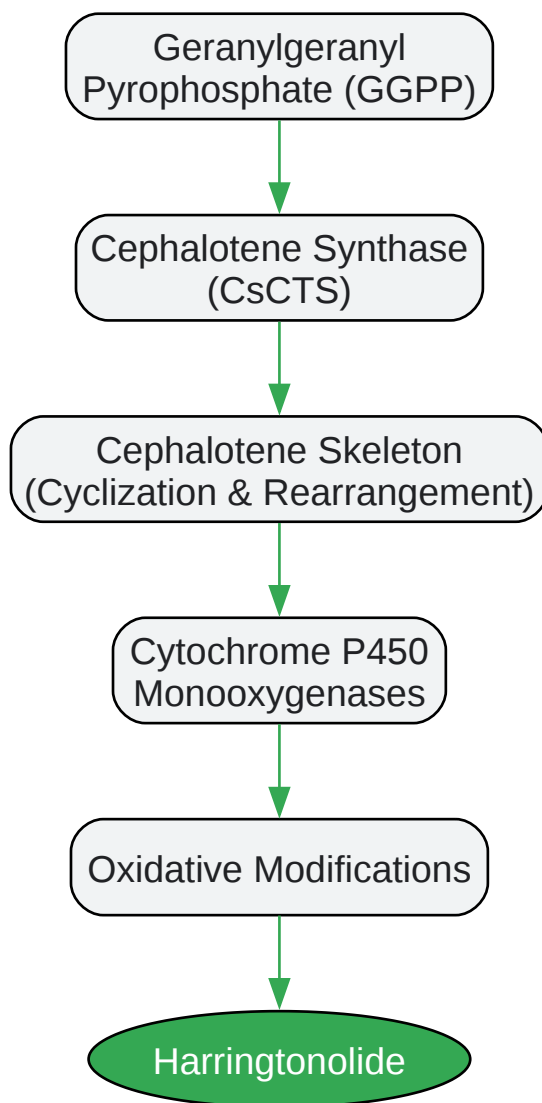 Geranylgeranyl
Pyrophosphate (GGPP)
Cephalotene Synthase
(CsCTS)
Cephalotene Skeleton
(Cyclization & Rearrangement)
Cytochrome P450
Monooxygenases
Oxidative Modifications
Harringtonolide